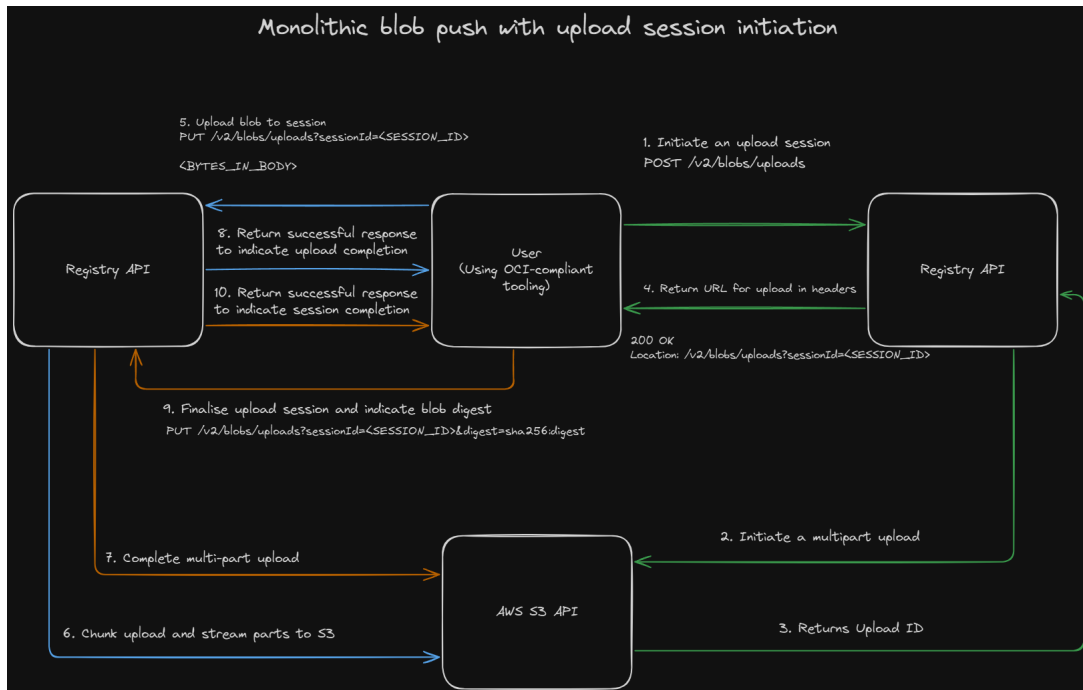 Monolithic blob push with upload session initiation
5. Upload blob to session
PUT /v2/blobs/uploads?sessionId=<SESSION_ID>
<BYTES_IN_BODY>
1. Initiate an upload session
POST /v2/blobs/uploads
Registry API
8. Return successful response
to indicate upload completion
10. Return successful response
to indicate session completion
User
(Using OCI-compliant
tooling)
4. Return URL for upload in headers
Registry API
200 OK
Location: /v2/blobs/uploads?sessionId=<SESSION_ID>
9. Finalise upload session and indicate blob digest
PUT /v2/blobs/uploads?sessionId=<SESSION_ID>&digest=sha256:digest
7. Complete multi-part upload
2. Initiate a multipart upload
AWS S3 API
6. Chunk upload and stream parts to S3
3. Returns Upload ID